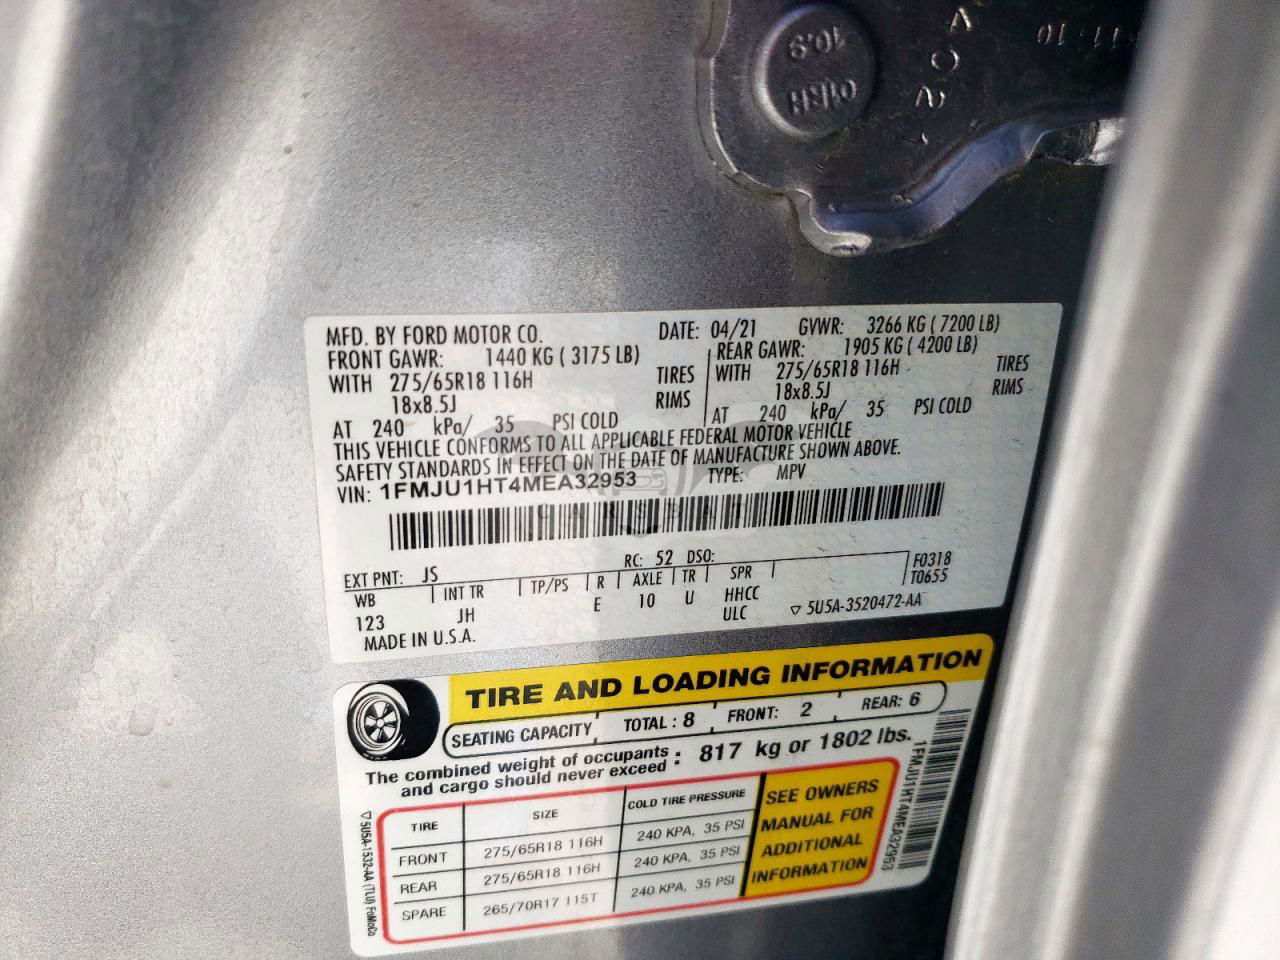 10.9
MFD. BY FORD MOTOR CO. DATE: 04/21 GVWR: 3266 KG ( 7200 LB)
FRONT GAWR: 1440 KG ( 3175 LB) REAR GAWR: 1905 KG ( 4200 LB)
WITH 275/65R18 116H TIRES WITH 275/65R18 116H TIRES
18x8.5J RIMS 18x8.5J RIMS
AT 240 kPa/ 35 PSI COLD AT 240 kPa/ 35 PSI COLD
THIS VEHICLE CONFORMS TO ALL APPLICABLE FEDERAL MOTOR VEHICLE
SAFETY STANDARDS IN EFFECT ON THE DATE OF MANUFACTURE SHOWN ABOVE.
VIN: 1FMJU1HT4MEA32953 TYPE: MPV
EXT PNT: JS RC: 52 DSO: F0318
WB INT TR TP/PS R AXLE TR SPR T0655
123 JH E 10 U HHCC
ULC 5U5A-3520472-AA
MADE IN U.S.A.
TIRE AND LOADING INFORMATION
SEATING CAPACITY TOTAL : 8 FRONT: 2 REAR: 6
The combined weight of occupants
and cargo should never exceed : 817 kg or 1802 lbs.
TIRE SIZE COLD TIRE PRESSURE
FRONT 275/65R18 116H 240 KPA, 35 PSI
REAR 275/65R18 116H 240 KPA, 35 PSI
SPARE 265/70R17 115T 240 KPA, 35 PSI
SEE OWNERS
MANUAL FOR
ADDITIONAL
INFORMATION
5U5A-1532-AA (TLU) FoMoCo
1FMJU1HT4MEA32953